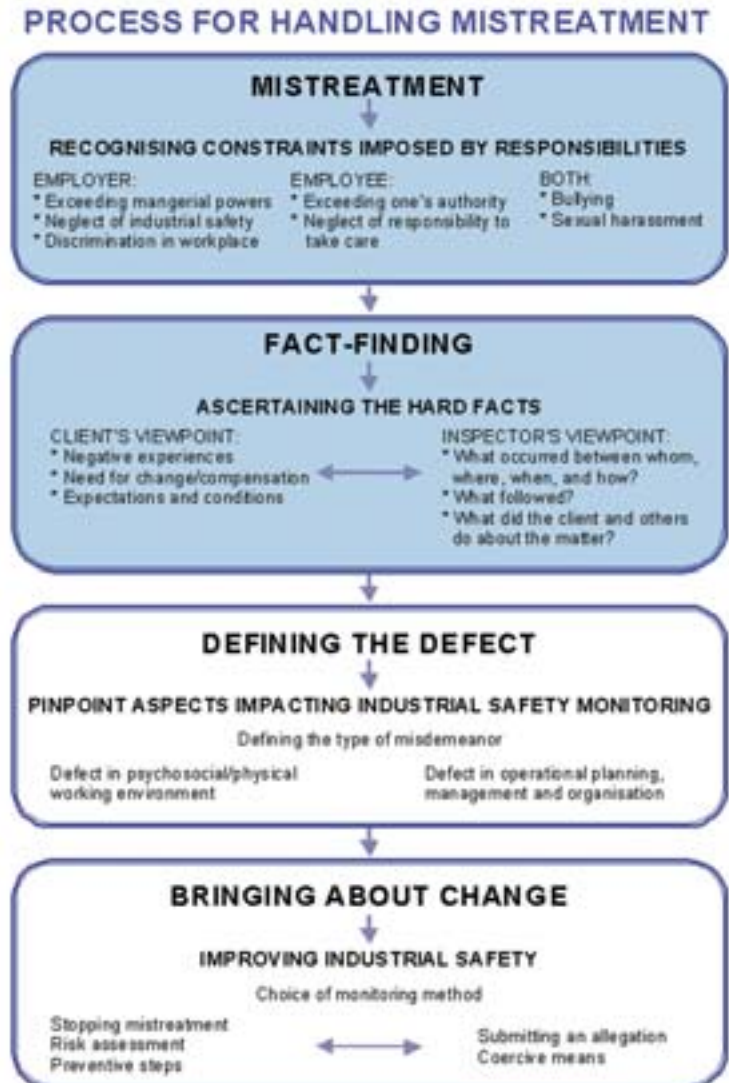 PROCESS FOR HANDLING MISTREATMENT
MISTREATMENT
RECOGNISING CONSTRAINTS IMPOSED BY RESPONSIBILITIES
EMPLOYER:
* Exceeding mangerial powers
* Neglect of industrial safety
* Discrimination in workplace
EMPLOYEE:
* Exceeding one's authority
* Neglect of responsibility to
take care
BOTH:
* Bullying
* Sexual harassment
FACT-FINDING
ASCERTAINING THE HARD FACTS
CLIENT'S VIEWPOINT:
* Negative experiences
* Need for change/compensation
* Expectations and conditions
INSPECTOR'S VIEWPOINT:
* What occurred between whom,
where, when, and how?
* What followed?
* What did the client and others
do about the matter?
DEFINING THE DEFECT
PINPOINT ASPECTS IMPACTING INDUSTRIAL SAFETY MONITORING
Defining the type of misdemeanor
Defect in psychosocial/physical
working environment
Defect in operational planning,
management and organisation
BRINGING ABOUT CHANGE
IMPROVING INDUSTRIAL SAFETY
Choice of monitoring method
Stopping mistreatment
Risk assessment
Preventive steps
Submitting an allegation
Coercive means